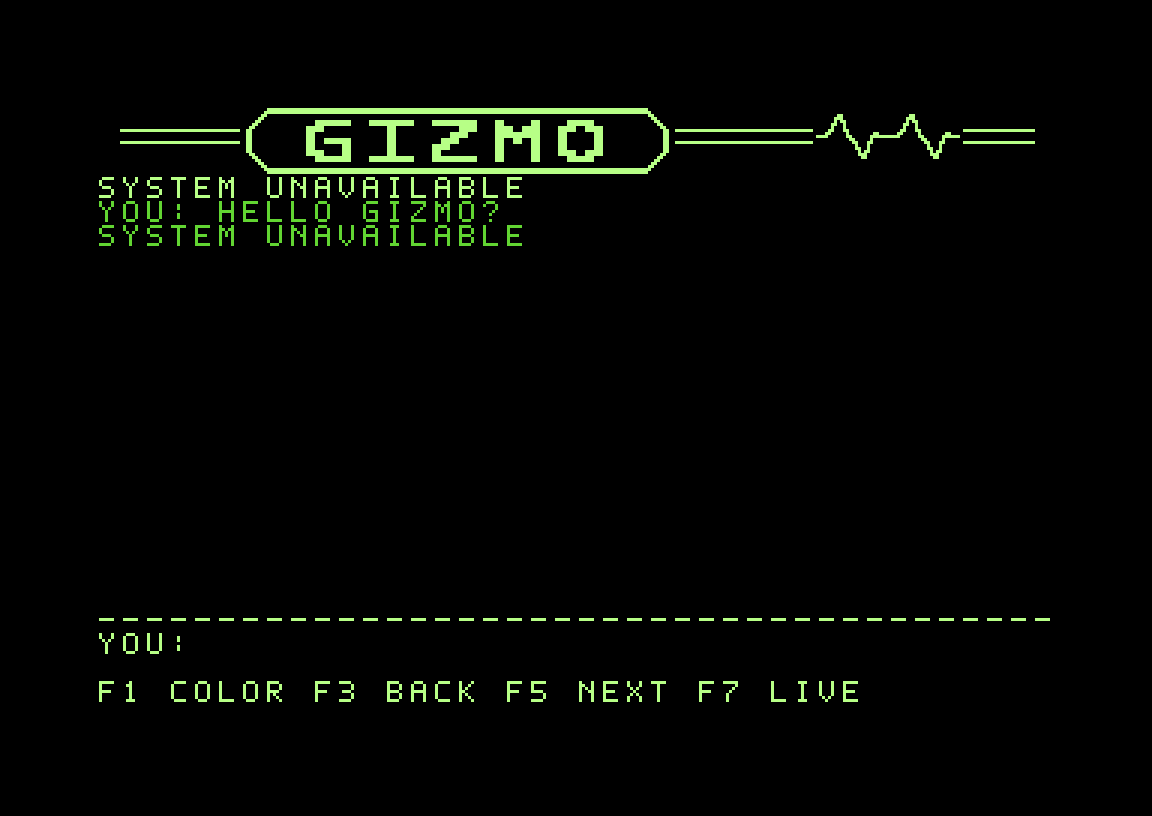 GIZMO
SYSTEM UNAVAILABLE
YOU: HELLO GIZMO?
SYSTEM UNAVAILABLE
YOU:
F1 COLOR F3 BACK F5 NEXT F7 LIVE